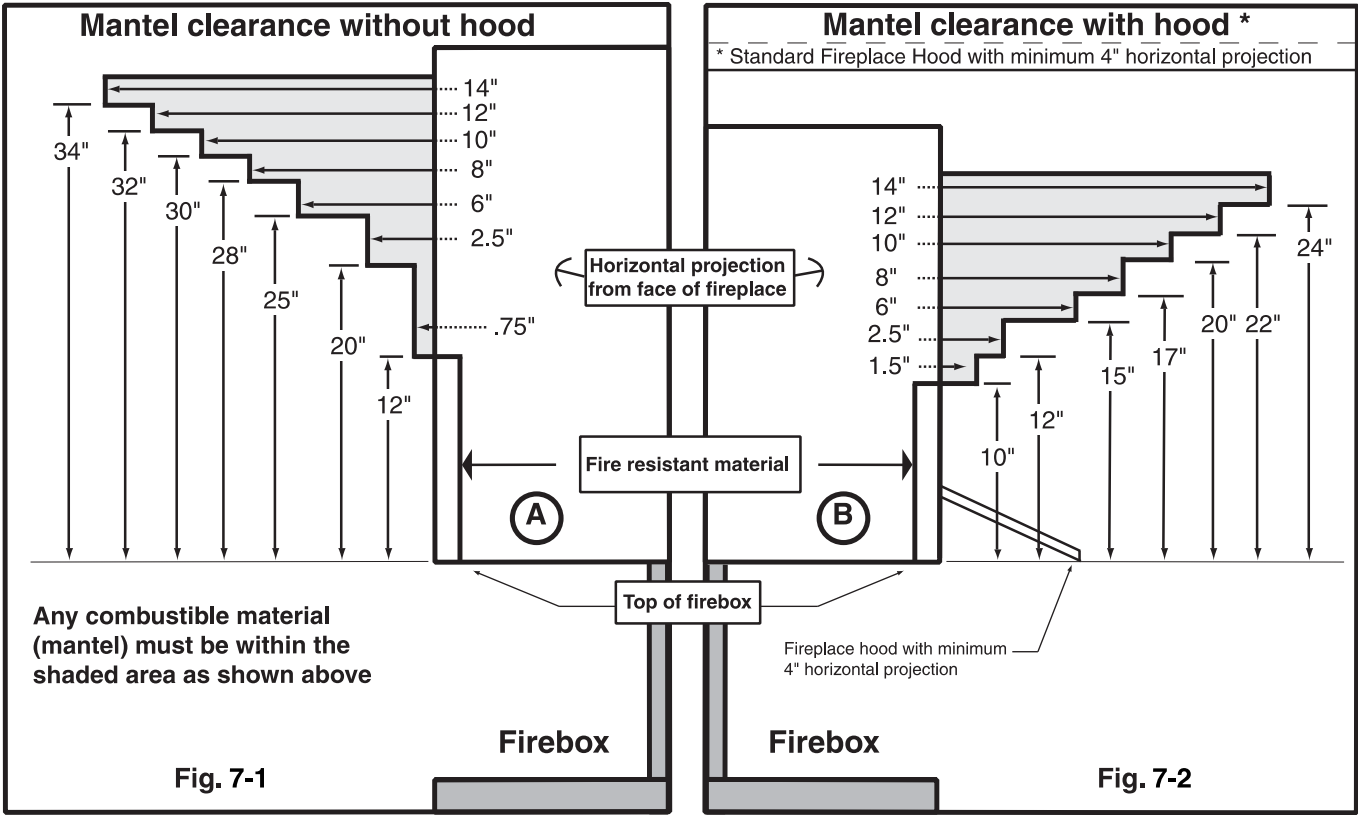 Mantel clearance without hood
14"
12"
10"
8"
6"
2.5"
.75"
34"
32"
30"
28"
25"
20"
12"
A
Any combustible material
(mantel) must be within the
shaded area as shown above
Firebox
Fig. 7-1
Horizontal projection
from face of fireplace
Fire resistant material
Top of firebox
Mantel clearance with hood *
* Standard Fireplace Hood with minimum 4" horizontal projection
14"
12"
10"
8"
6"
2.5"
1.5"
10"
12"
15"
17"
20"
22"
24"
B
Fireplace hood with minimum
4" horizontal projection
Firebox
Fig. 7-2